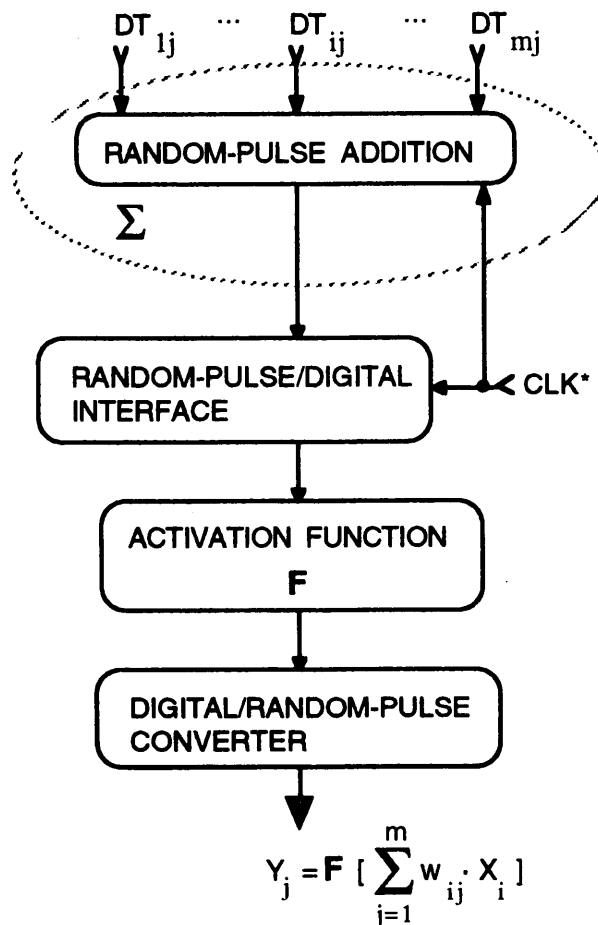 DT1j ... DTij ... DTmj
RANDOM-PULSE ADDITION
Σ
RANDOM-PULSE/DIGITAL
INTERFACE
CLK*
ACTIVATION FUNCTION
F
DIGITAL/RANDOM-PULSE
CONVERTER
Yj = F [ m∑j=1 wij · Xi ]